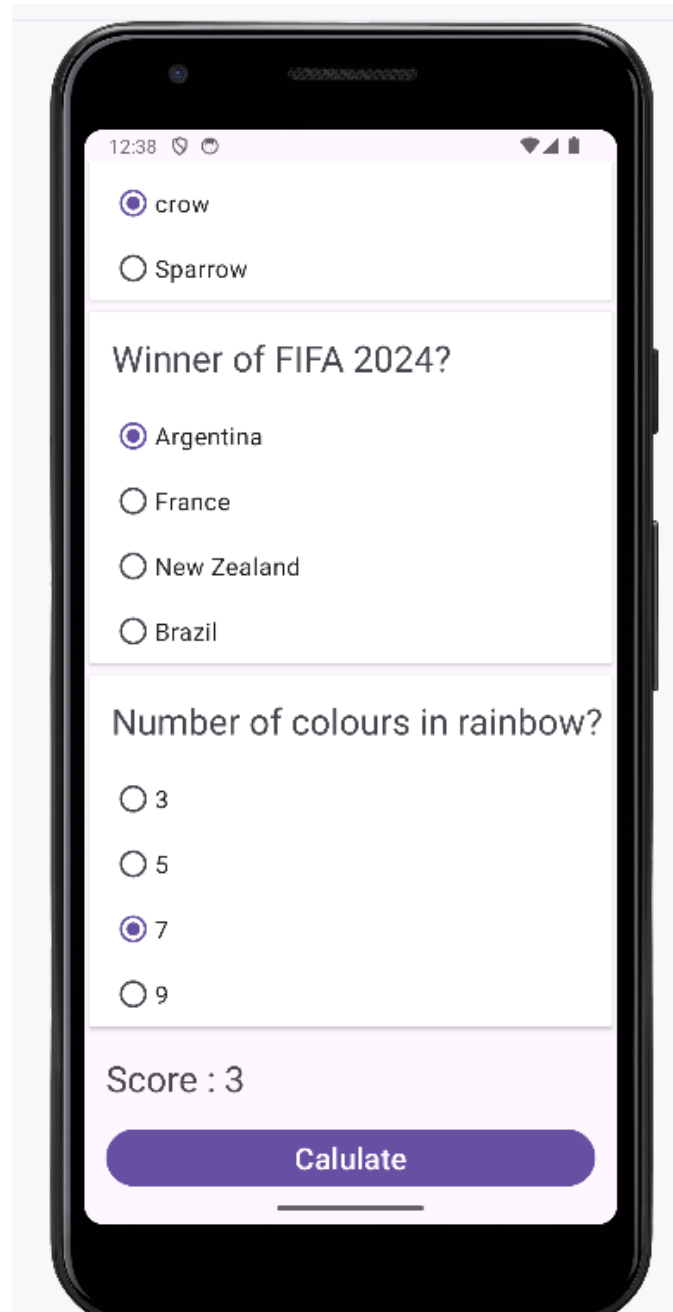 12:38
crow
Sparrow
Winner of FIFA 2024?
Argentina
France
New Zealand
Brazil
Number of colours in rainbow?
3
5
7
9
Score : 3
Calulate